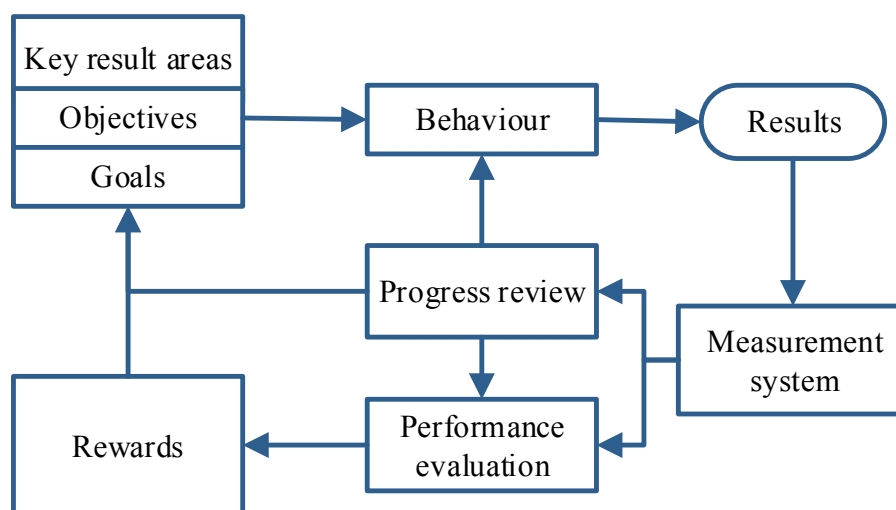 Key result areas
Objectives
Goals
Behaviour
Results
Progress review
Measurement
system
Performance
evaluation
Rewards